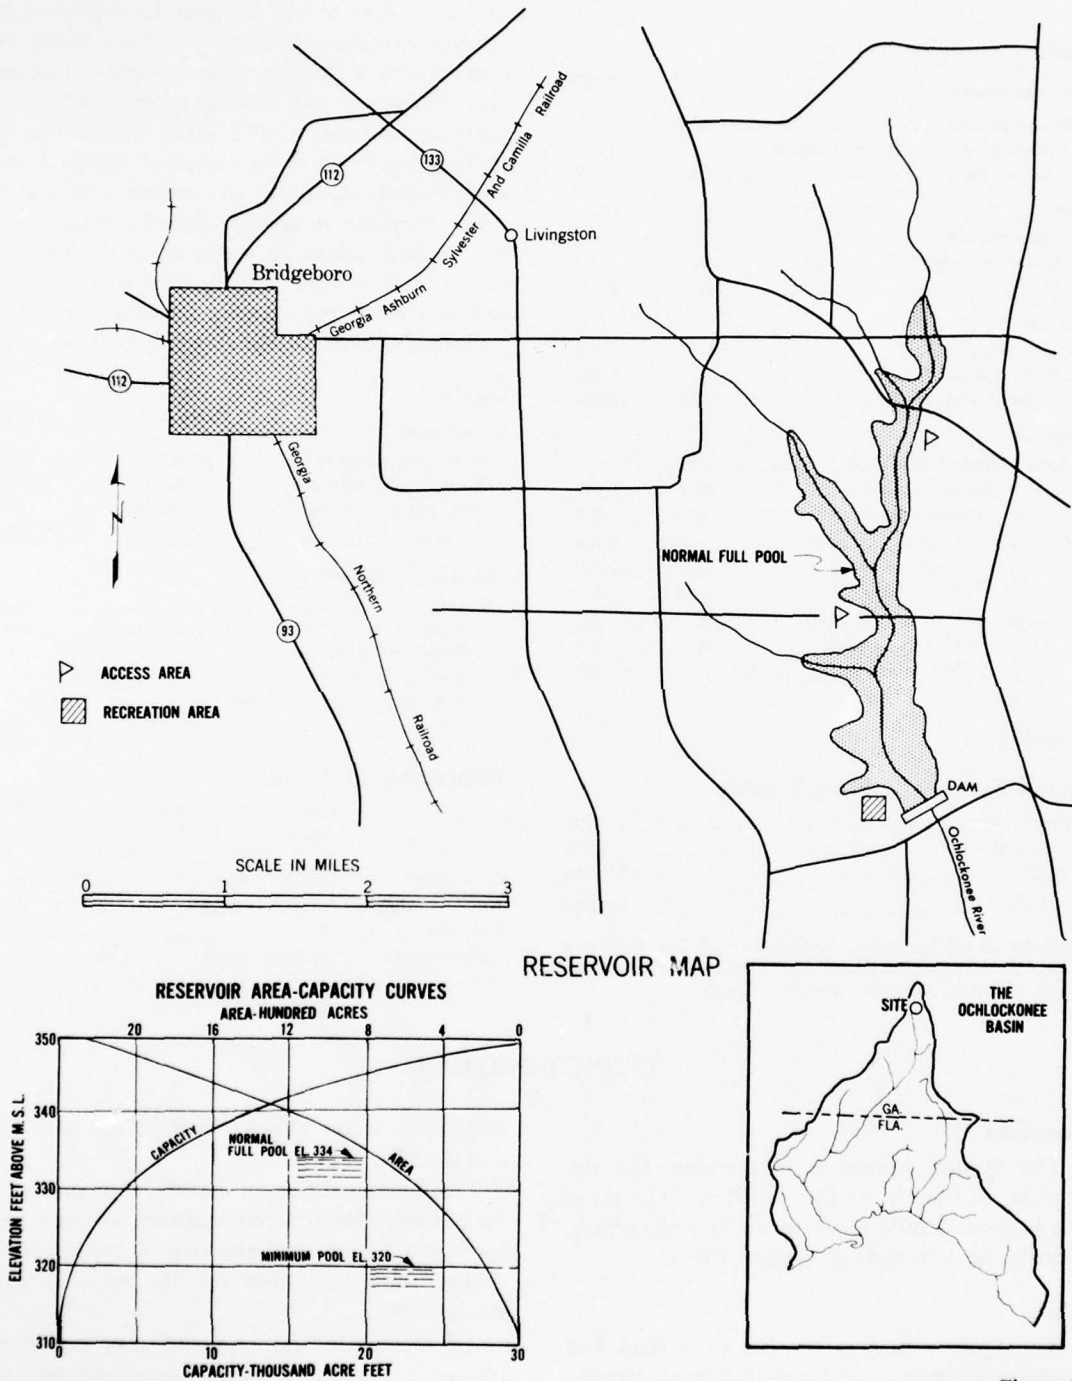 133
112
Georgia Ashburn Sylvester And Camilla Railroad
Livingston
Bridgeboro
112
Georgia Northern Railroad
NORMAL FULL POOL
93
ACCESS AREA
RECREATION AREA
DAM
Ochlockonee River
SCALE IN MILES
0 1 2 3
RESERVOIR MAP
RESERVOIR AREA-CAPACITY CURVES
AREA-HUNDRED ACRES
20 16 12 8 4 0
350
340
330
320
310
ELEVATION FEET ABOVE M.S.L.
CAPACITY
NORMAL
FULL POOL EL. 334
AREA
MINIMUM POOL EL. 320
0 10 20 30
CAPACITY-THOUSAND ACRE FEET
THE
OCHLOCKONEE
BASIN
SITE
GA.
FLA.